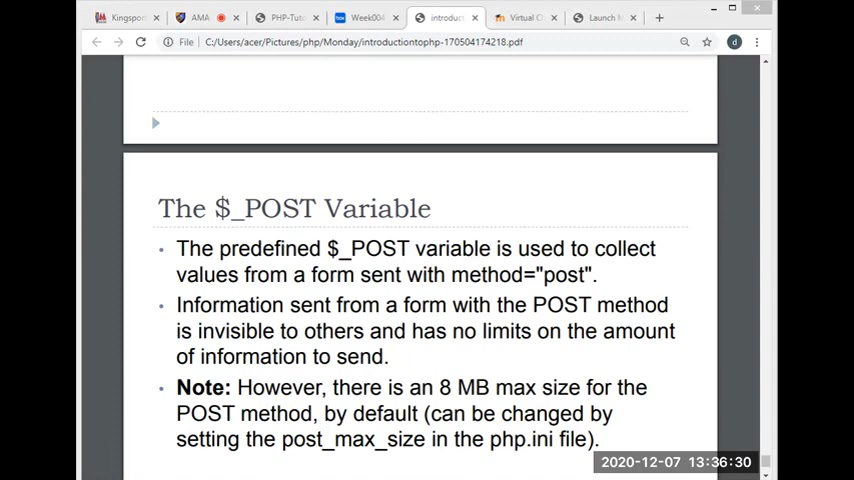 Kingsport
AMA
PHP-Tuto
Week004
introduct
Virtual Cl
Launch M
File | C:/Users/acer/Pictures/php/Monday/introductiontophp-170504174218.pdf
d
The $_POST Variable
• The predefined $_POST variable is used to collect
values from a form sent with method="post".
• Information sent from a form with the POST method
is invisible to others and has no limits on the amount
of information to send.
• Note: However, there is an 8 MB max size for the
POST method, by default (can be changed by
setting the post_max_size in the php.ini file).
2020-12-07 13:36:30